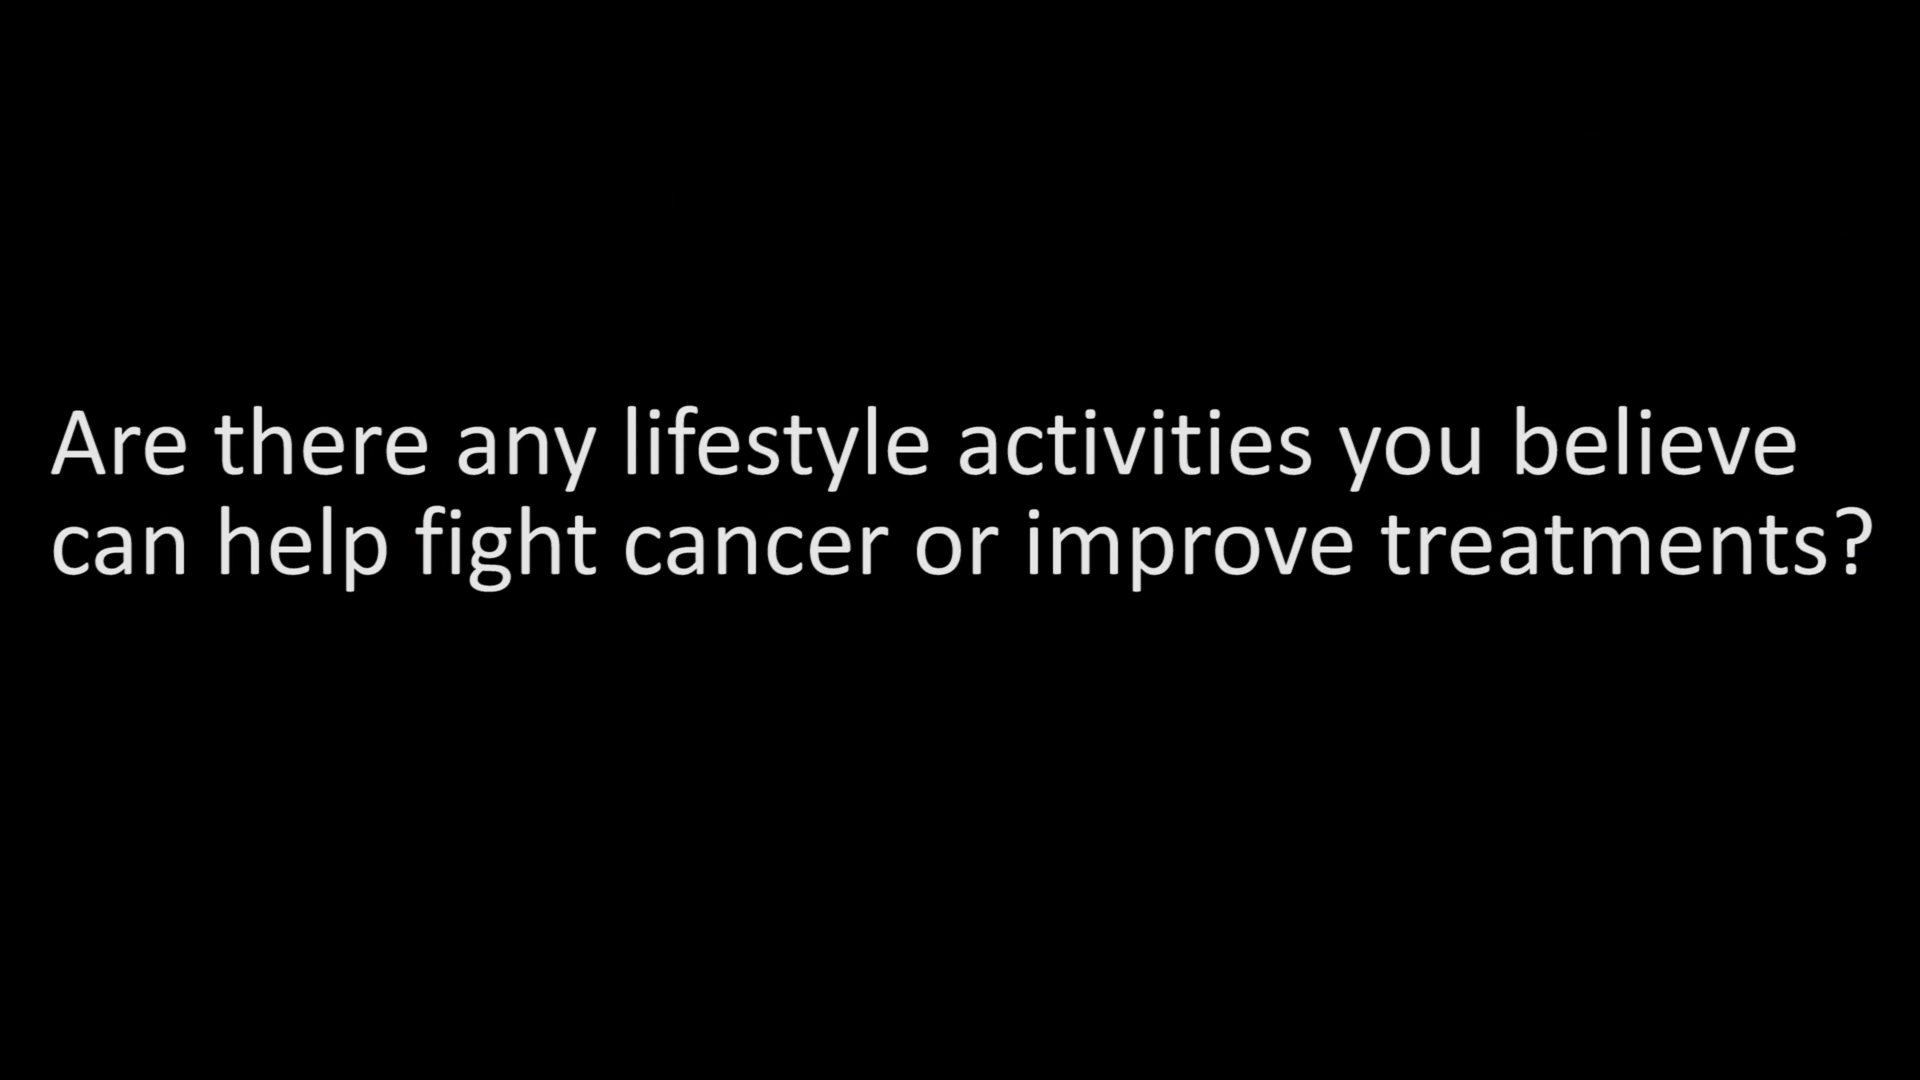 Are there any lifestyle activities you believe
can help fight cancer or improve treatments?